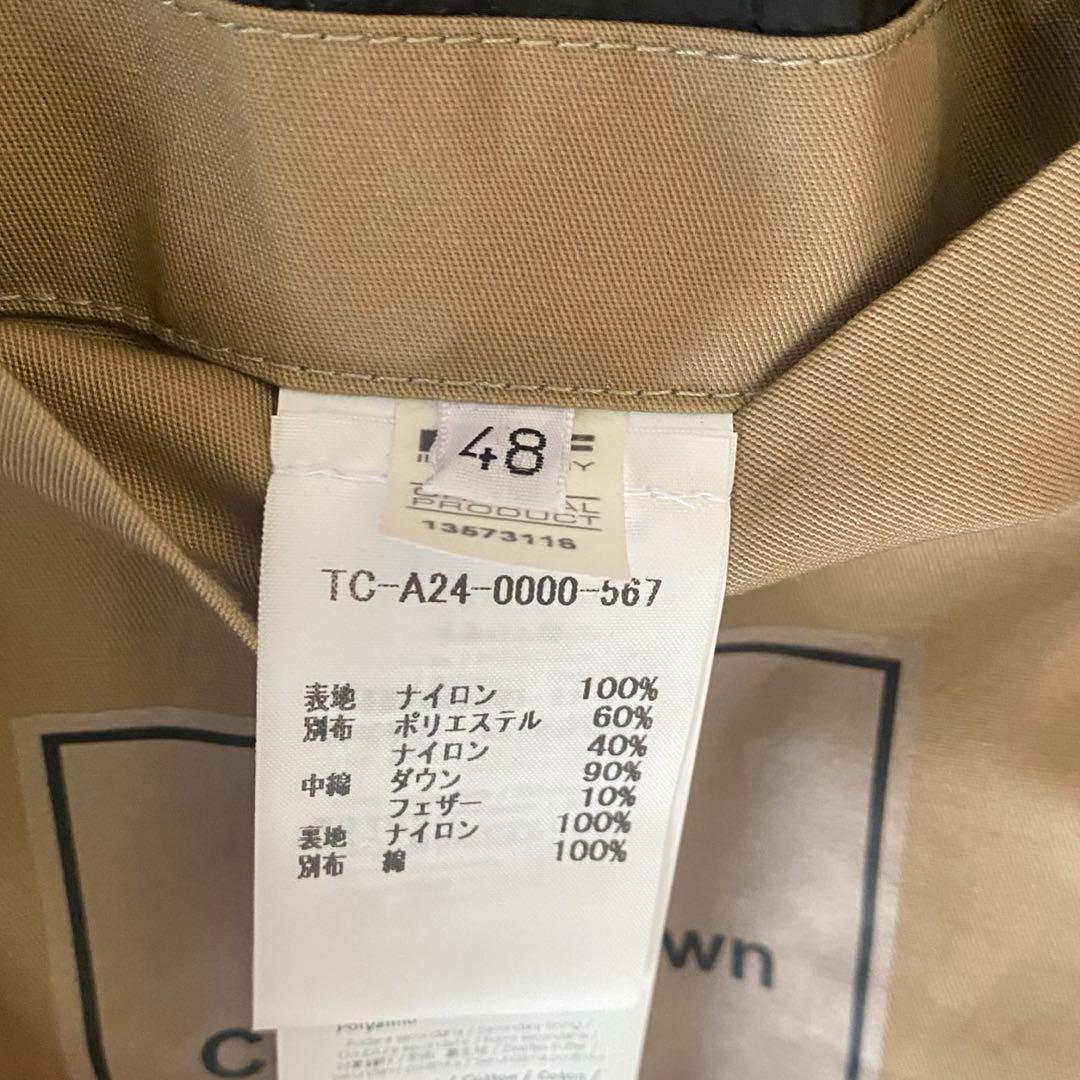 48
PRODUCT
13573116
TC-A24-0000-567
表地 ナイロン 100%
別布 ポリエステル 60%
ナイロン 40%
中綿 ダウン 90%
フェザー 10%
裏地 ナイロン 100%
別布 綿 100%
wn
C